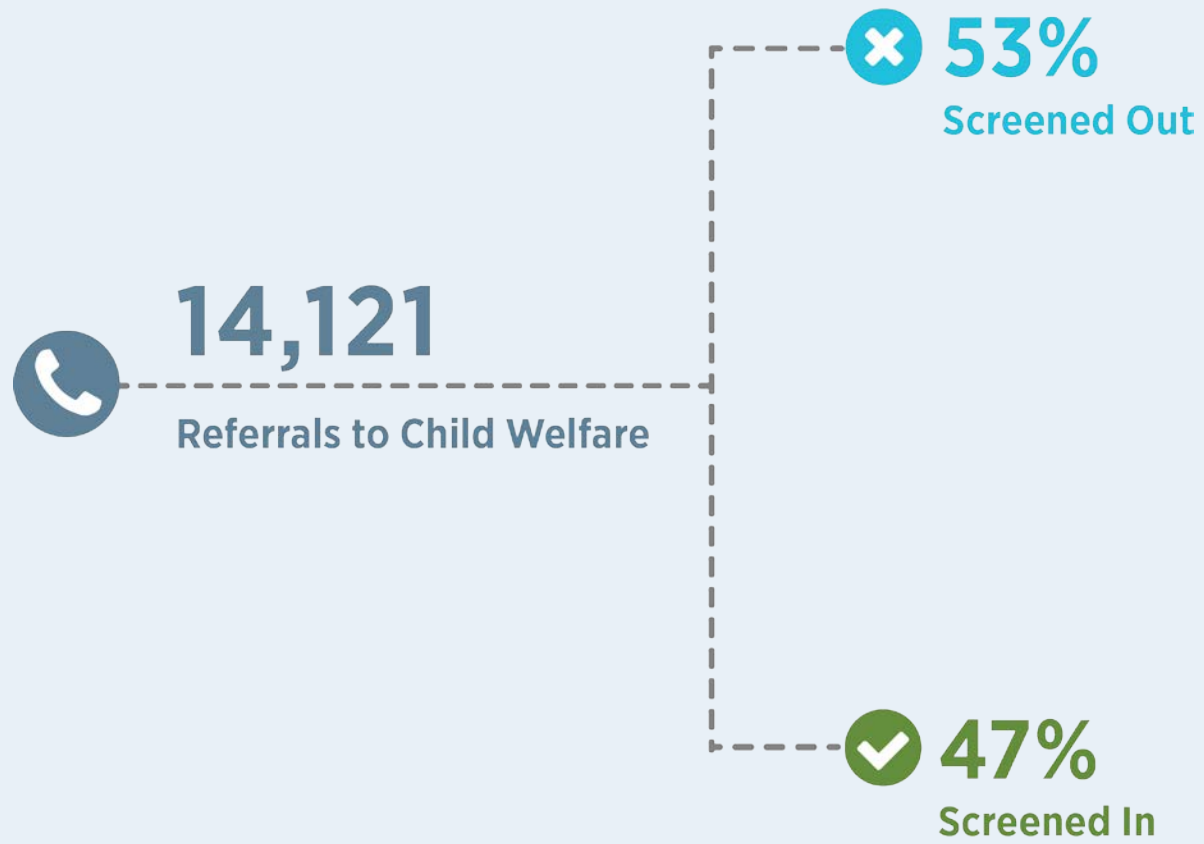 53%
Screened Out
14,121
Referrals to Child Welfare
47%
Screened In